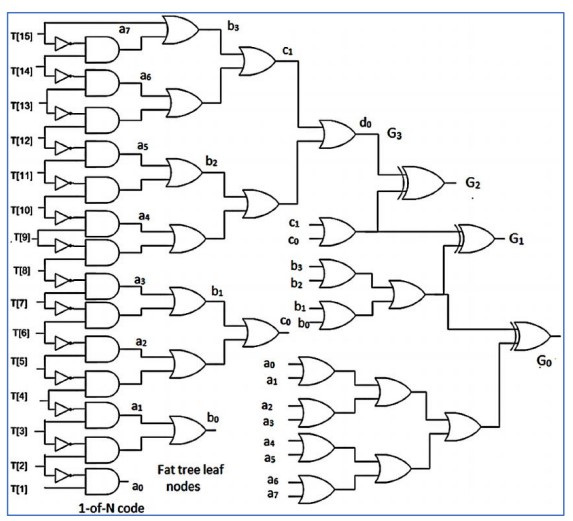 T[15]
T[14]
T[13]
T[12]
T[11]
T[10]
.T[9]
T[8]
T[7]
T[6]
T[5]
T[4]
T[3]
T[2]
T[1]
a7
a6
a5
a4
a3
a2
a1
a0
1-of-N code
b3
b2
b1
b0
Fat tree leaf
nodes
c1
c0
d0
G3
G2
c1
c0
G1
b3
b2
b1
b0
G0
a0
a1
a2
a3
a4
a5
a6
a7